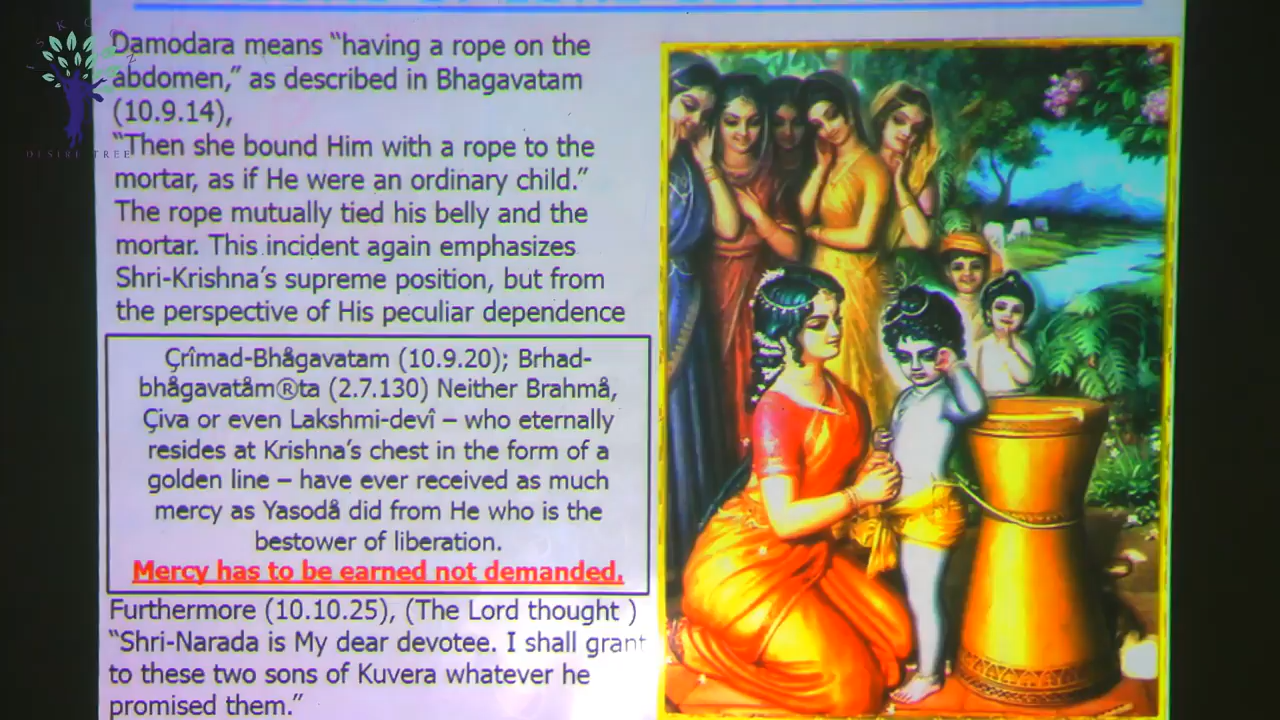 Damodara means “having a rope on the
abdomen,” as described in Bhagavatam
(10.9.14),
“Then she bound Him with a rope to the
mortar, as if He were an ordinary child.”
The rope mutually tied his belly and the
mortar. This incident again emphasizes
Shri-Krishna’s supreme position, but from
the perspective of His peculiar dependence
Çrîmad-Bhågavatam (10.9.20); Brhad-
bhågavatåm®ta (2.7.130) Neither Brahmå,
Çiva or even Lakshmi-devî – who eternally
resides at Krishna’s chest in the form of a
golden line – have ever received as much
mercy as Yasodå did from He who is the
bestower of liberation.
Mercy has to be earned not demanded.
Furthermore (10.10.25), (The Lord thought )
“Shri-Narada is My dear devotee. I shall grant
to these two sons of Kuvera whatever he
promised them.”
DESIRE TREE